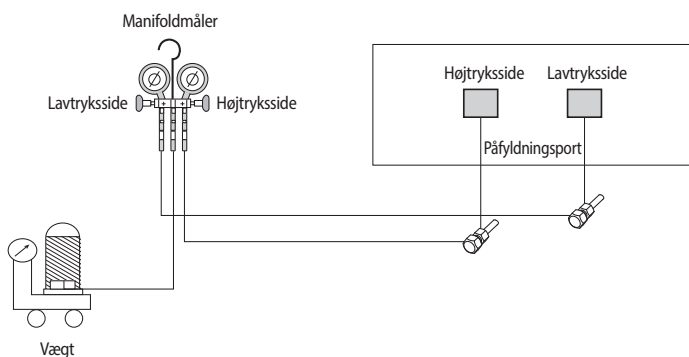 Manifoldmåler
Lavtryksside
Højtryksside
Højtryksside
Lavtryksside
Påfyldningsport
Vægt